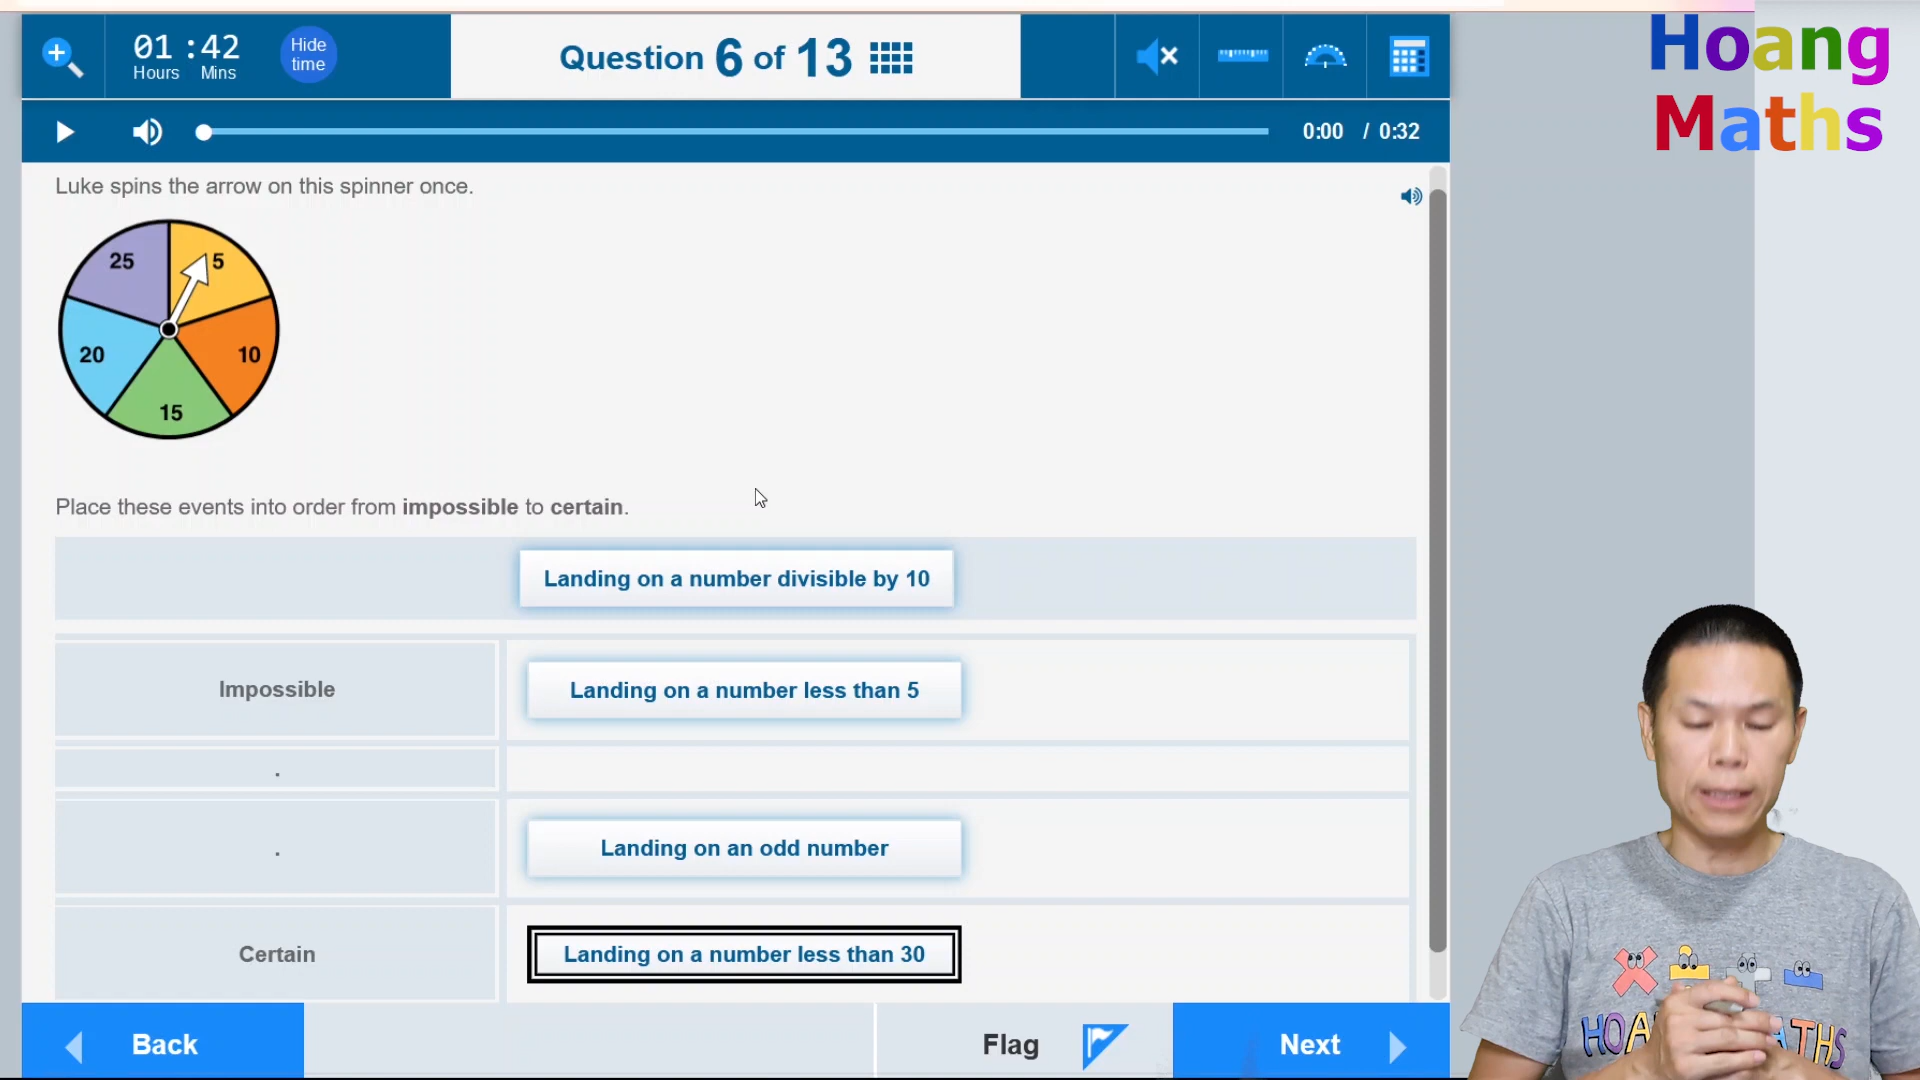 01 : 42
Hours Mins
Hide
time
Question 6 of 13
Hoang
Maths
0:00 / 0:32
Luke spins the arrow on this spinner once.
25
5
20
10
15
Place these events into order from impossible to certain.
Landing on a number divisible by 10
Impossible
Landing on a number less than 5
.
.
Landing on an odd number
Certain
Landing on a number less than 30
Back
Flag
Next